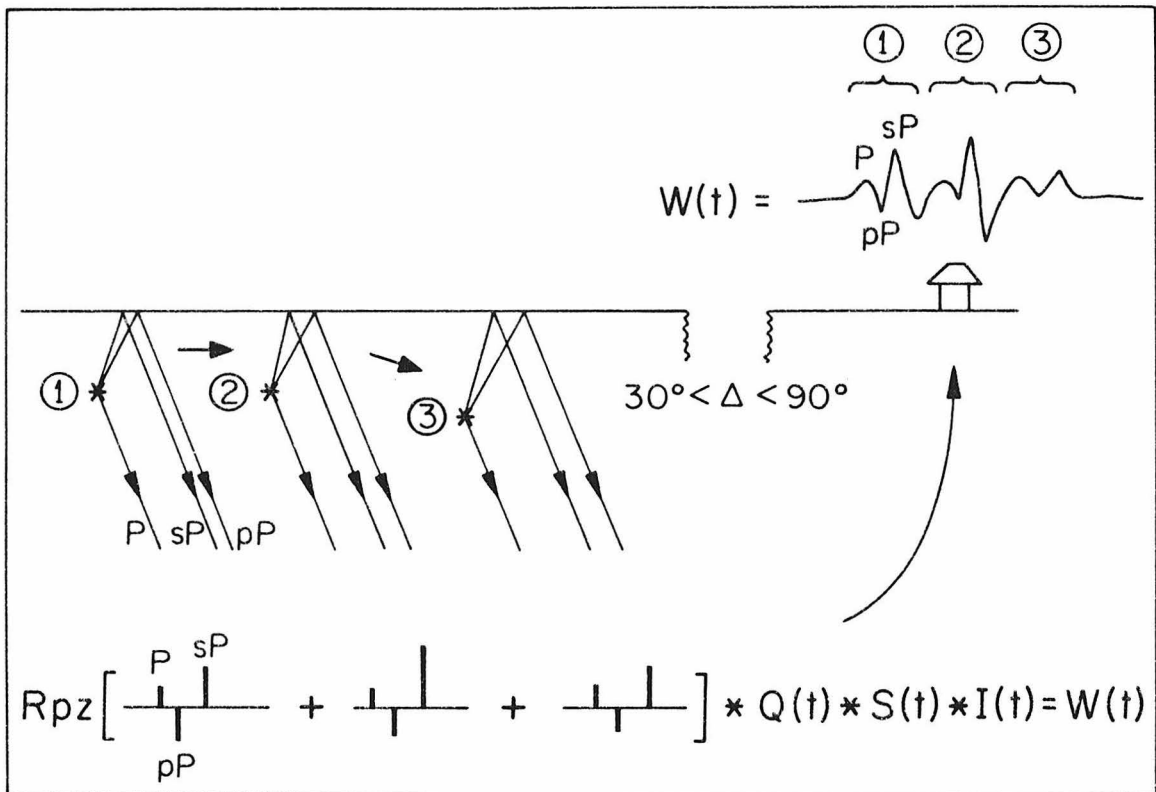 ① ② ③
sP
P
W(t) =
pP
①
②
③
30° < Δ < 90°
P sP pP
P sP
Rpz [ + + ] * Q(t) * S(t) * I(t) = W(t)
pP